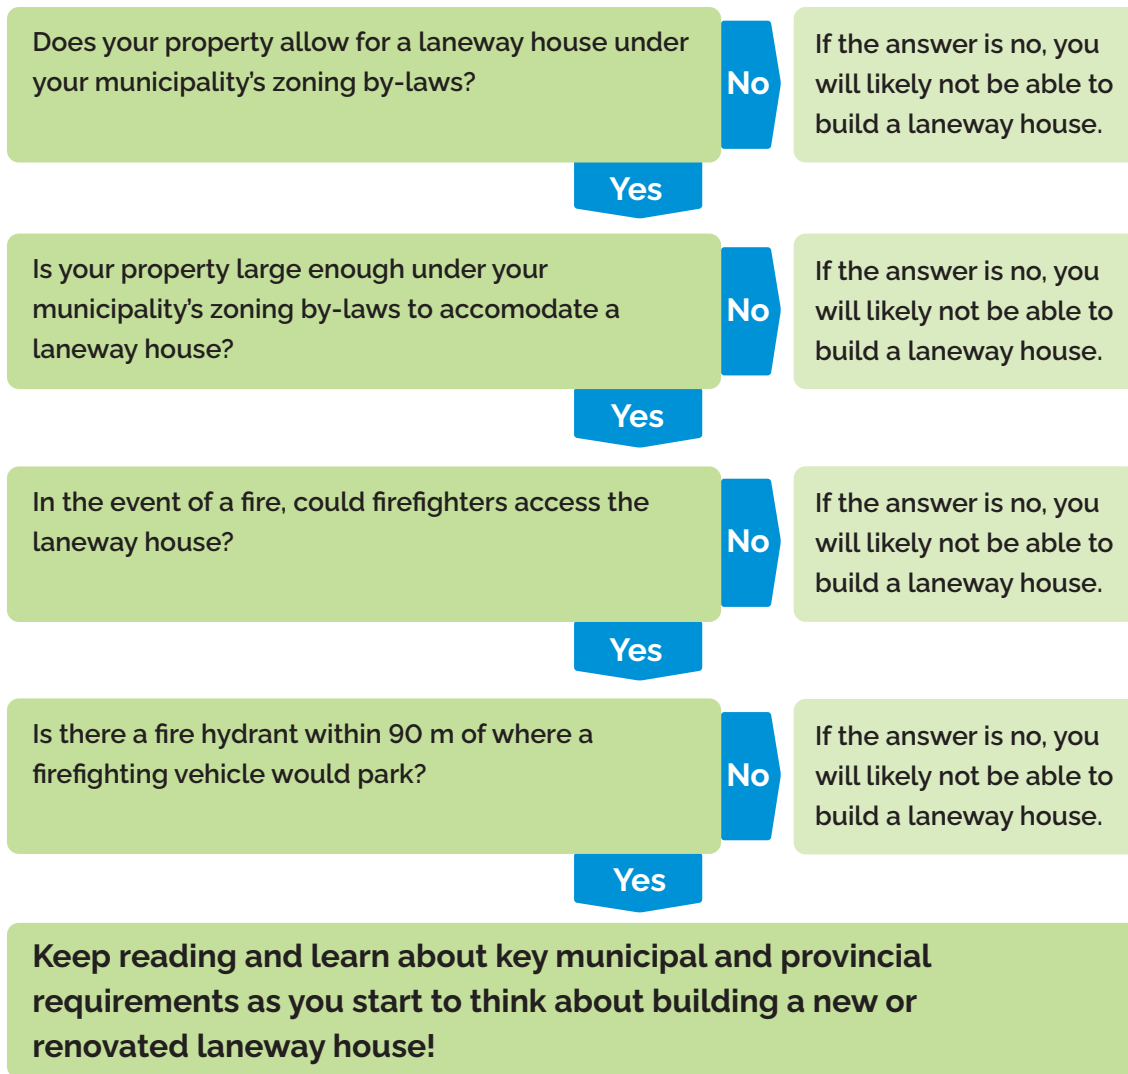 Does your property allow for a laneway house under
your municipality's zoning by-laws?
No
If the answer is no, you
will likely not be able to
build a laneway house.
Yes
Is your property large enough under your
municipality's zoning by-laws to accomodate a
laneway house?
No
If the answer is no, you
will likely not be able to
build a laneway house.
Yes
In the event of a fire, could firefighters access the
laneway house?
No
If the answer is no, you
will likely not be able to
build a laneway house.
Yes
Is there a fire hydrant within 90 m of where a
firefighting vehicle would park?
No
If the answer is no, you
will likely not be able to
build a laneway house.
Yes
Keep reading and learn about key municipal and provincial
requirements as you start to think about building a new or
renovated laneway house!